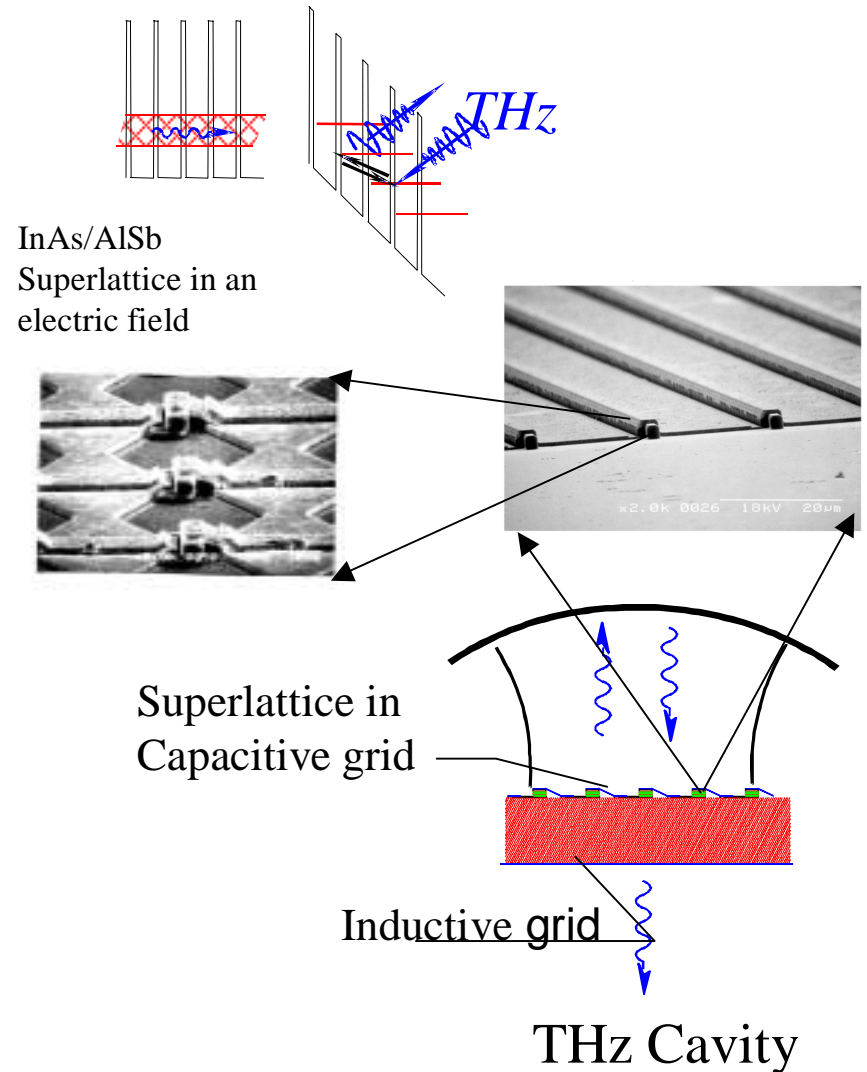 THz
InAs/AlSb
Superlattice in an
electric field
x2.0k 0026 18kV 20µm
Superlattice in
Capacitive grid
Inductive grid
THz Cavity